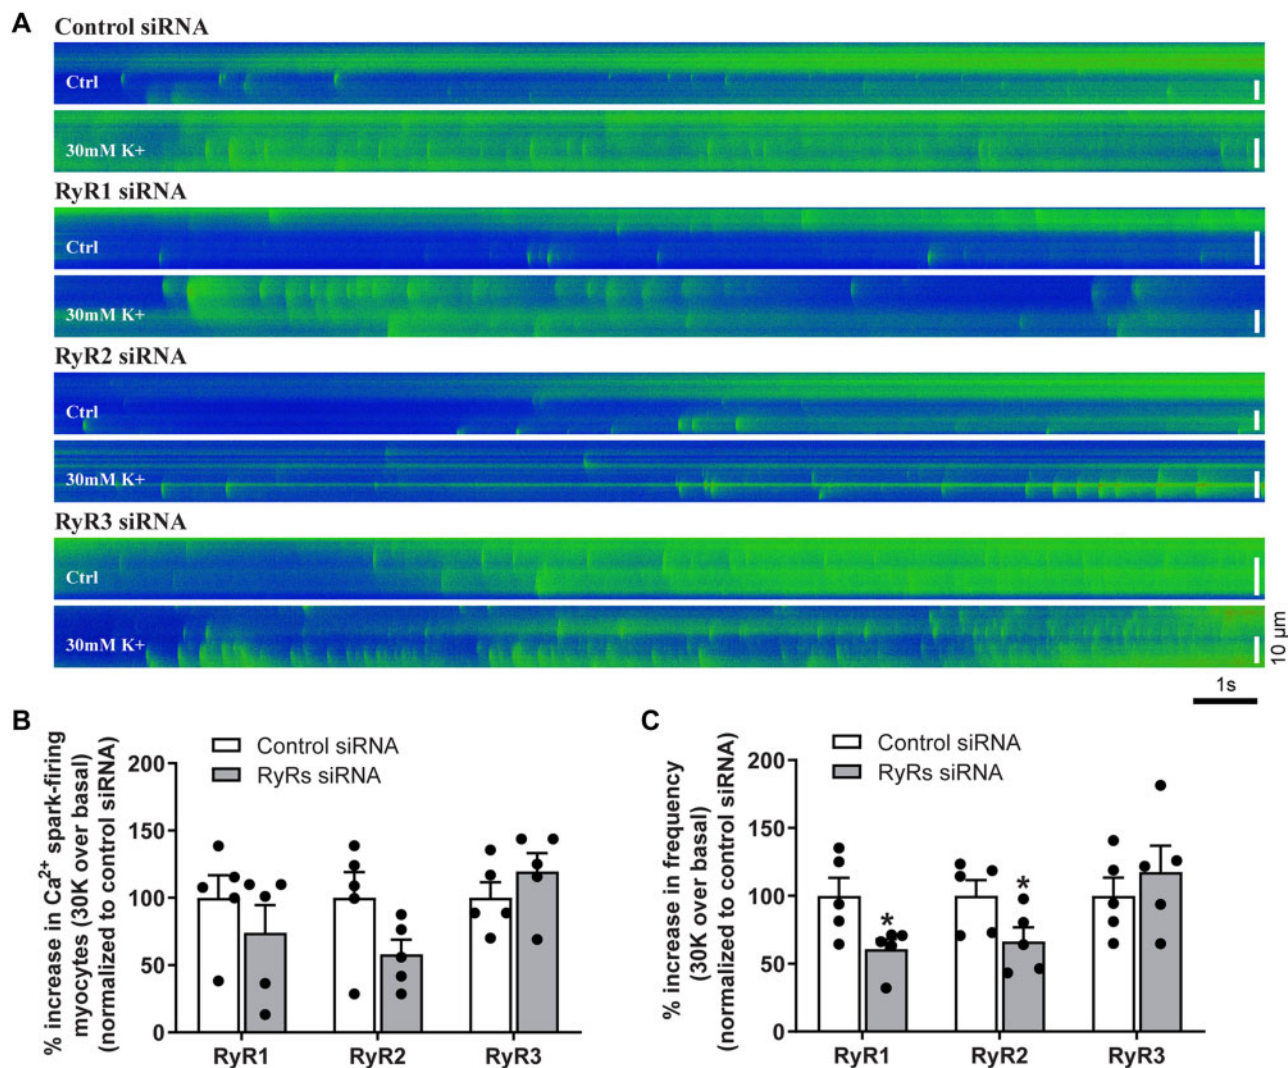 A
Control siRNA
Ctrl
30mM K+
RyR1 siRNA
Ctrl
30mM K+
RyR2 siRNA
Ctrl
30mM K+
RyR3 siRNA
Ctrl
30mM K+
10 µm
1s
B
% increase in Ca²⁺ spark-firing
myocytes (30K over basal)
(normalized to control siRNA)
Control siRNA
RyRs siRNA
200
150
100
50
0
RyR1
RyR2
RyR3
C
% increase in frequency
(30K over basal)
(normalized to control siRNA)
Control siRNA
RyRs siRNA
200
150
100
50
0
*
*
RyR1
RyR2
RyR3